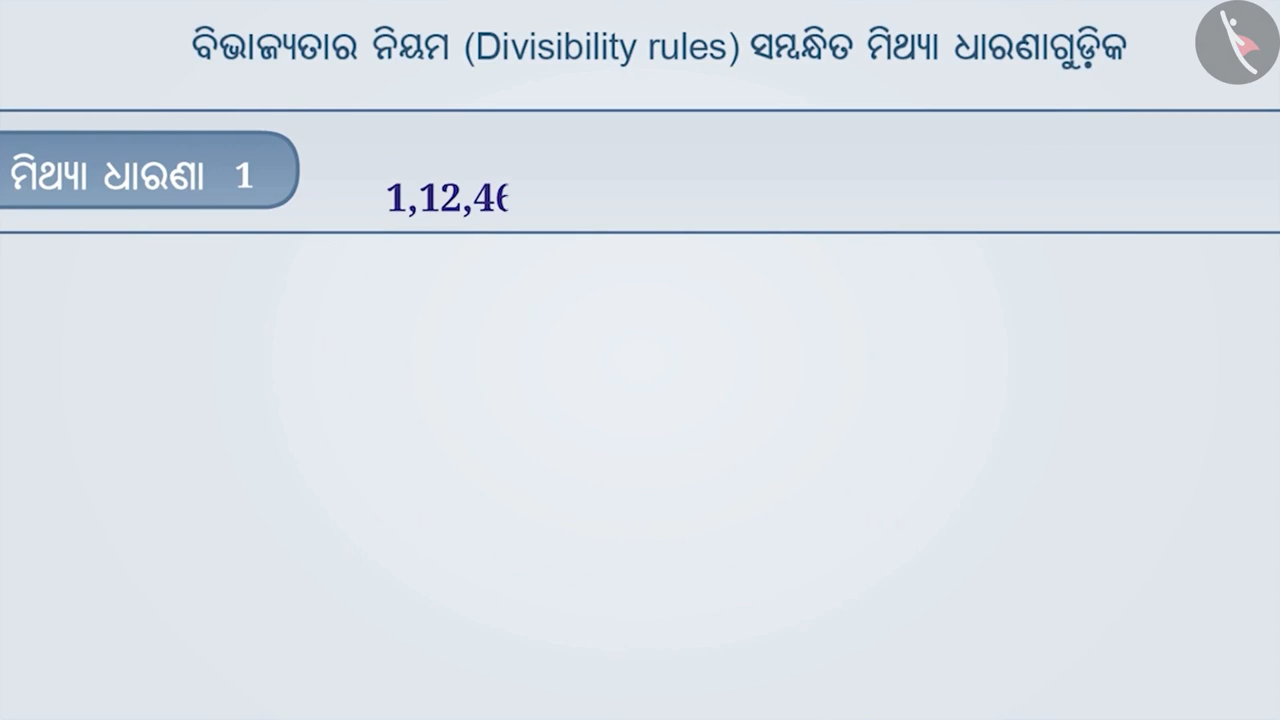 ବିଭାଜ୍ୟତାର ନିୟମ (Divisibility rules) ସମ୍ବନ୍ଧିତ ମିଥ୍ୟା ଧାରଣାଗୁଡ଼ିକ
ମିଥ୍ୟା ଧାରଣା 1
1,12,4